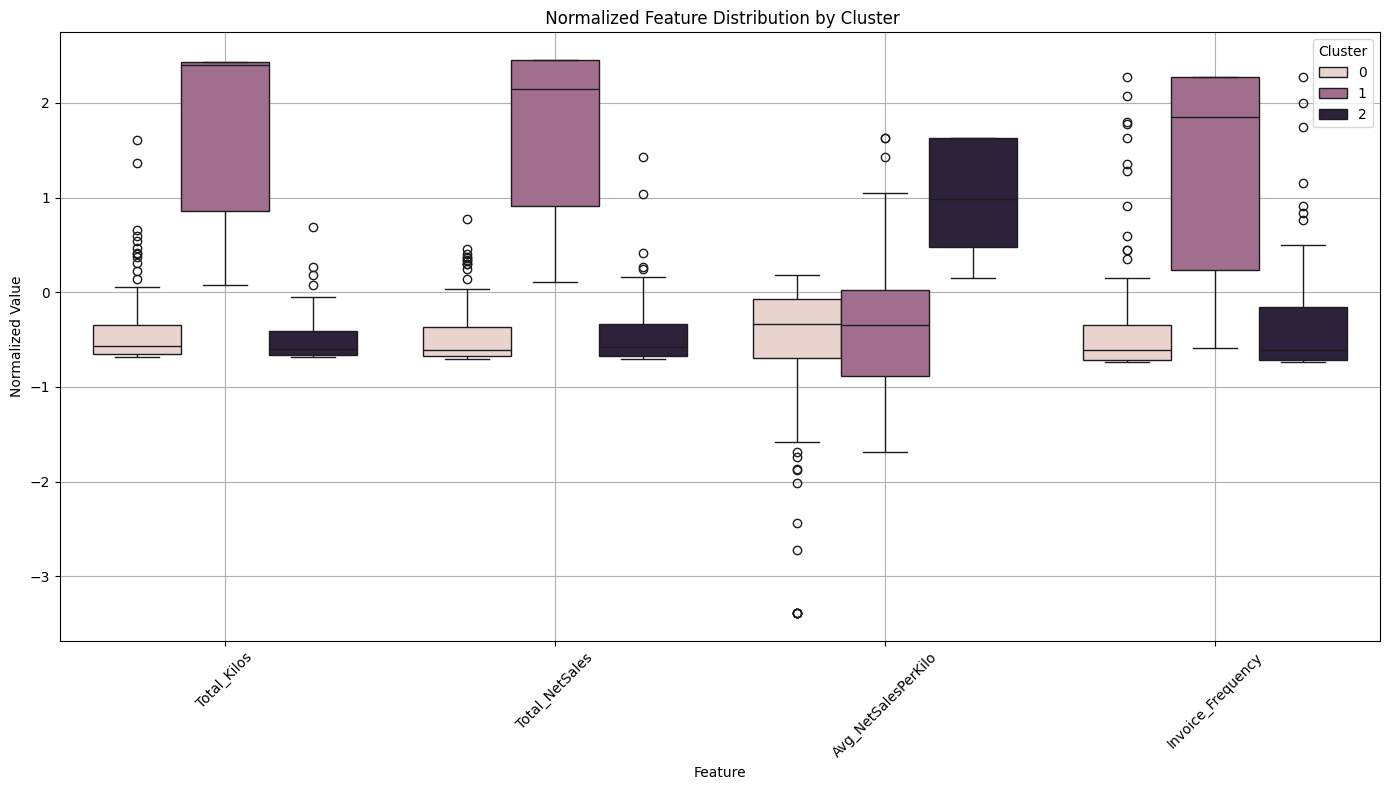 Normalized Feature Distribution by Cluster
Cluster
0
1
2
Normalized Value
2
1
0
−1
−2
−3
Total_Kilos
Total_NetSales
Avg_NetSalesPerKilo
Invoice_Frequency
Feature